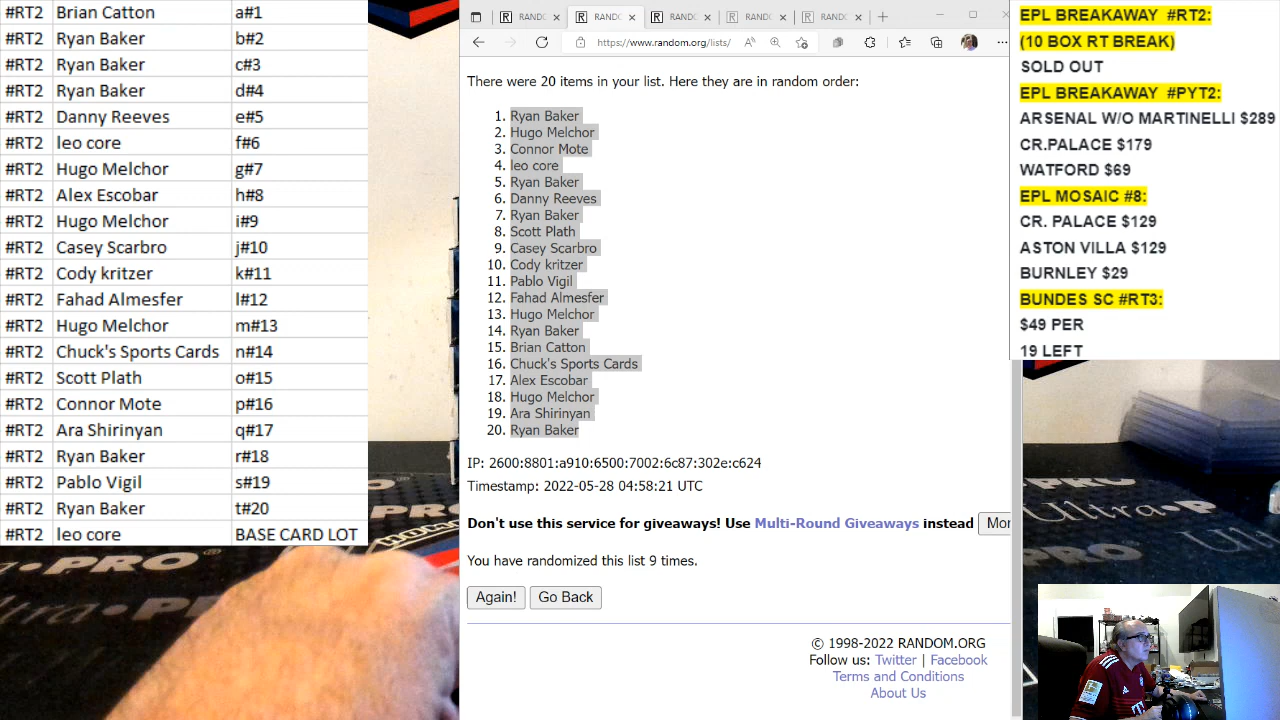 #RT2 Brian Catton a#1
#RT2 Ryan Baker b#2
#RT2 Ryan Baker c#3
#RT2 Ryan Baker d#4
#RT2 Danny Reeves e#5
#RT2 leo core f#6
#RT2 Hugo Melchor g#7
#RT2 Alex Escobar h#8
#RT2 Hugo Melchor i#9
#RT2 Casey Scarbro j#10
#RT2 Cody kritzer k#11
#RT2 Fahad Almesfer l#12
#RT2 Hugo Melchor m#13
#RT2 Chuck's Sports Cards n#14
#RT2 Scott Plath o#15
#RT2 Connor Mote p#16
#RT2 Ara Shirinyan q#17
#RT2 Ryan Baker r#18
#RT2 Pablo Vigil s#19
#RT2 Ryan Baker t#20
#RT2 leo core BASE CARD LOT
https://www.random.org/lists/
There were 20 items in your list. Here they are in random order:
1. Ryan Baker
2. Hugo Melchor
3. Connor Mote
4. leo core
5. Ryan Baker
6. Danny Reeves
7. Ryan Baker
8. Scott Plath
9. Casey Scarbro
10. Cody kritzer
11. Pablo Vigil
12. Fahad Almesfer
13. Hugo Melchor
14. Ryan Baker
15. Brian Catton
16. Chuck's Sports Cards
17. Alex Escobar
18. Hugo Melchor
19. Ara Shirinyan
20. Ryan Baker
IP: 2600:8801:a910:6500:7002:6c87:302e:c624
Timestamp: 2022-05-28 04:58:21 UTC
Don't use this service for giveaways! Use Multi-Round Giveaways instead
You have randomized this list 9 times.
Again! Go Back
© 1998-2022 RANDOM.ORG
Follow us: Twitter | Facebook
Terms and Conditions
About Us
EPL BREAKAWAY #RT2:
(10 BOX RT BREAK)
SOLD OUT
EPL BREAKAWAY #PYT2:
ARSENAL W/O MARTINELLI $289
CR.PALACE $179
WATFORD $69
EPL MOSAIC #8:
CR. PALACE $129
ASTON VILLA $129
BURNLEY $29
BUNDES SC #RT3:
$49 PER
19 LEFT